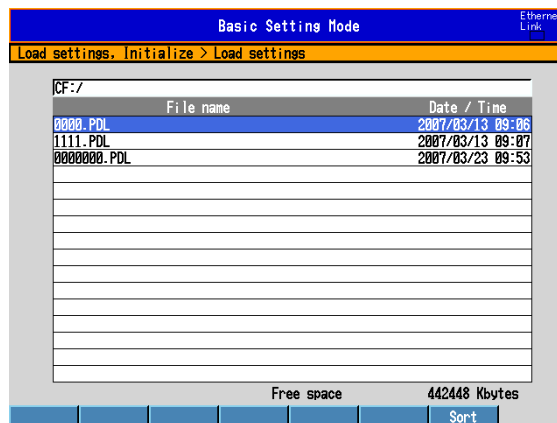 Basic Setting Mode
Etherne
Link
Load settings, Initialize > Load settings
CF:/
File name Date / Time
0000.PDL 2007/03/13 09:06
1111.PDL 2007/03/13 09:07
0000000.PDL 2007/03/23 09:53
Free space 442448 Kbytes
Sort